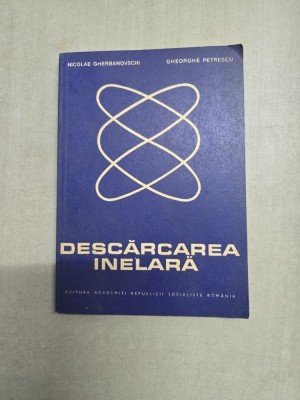 NICOLAE GHERBANOVSCHI
GHEORGHE PETRESCU
DESCĂRCAREA
INELARĂ
EDITURA ACADEMIEI REPUBLICII SOCIALISTE ROMÂNIA